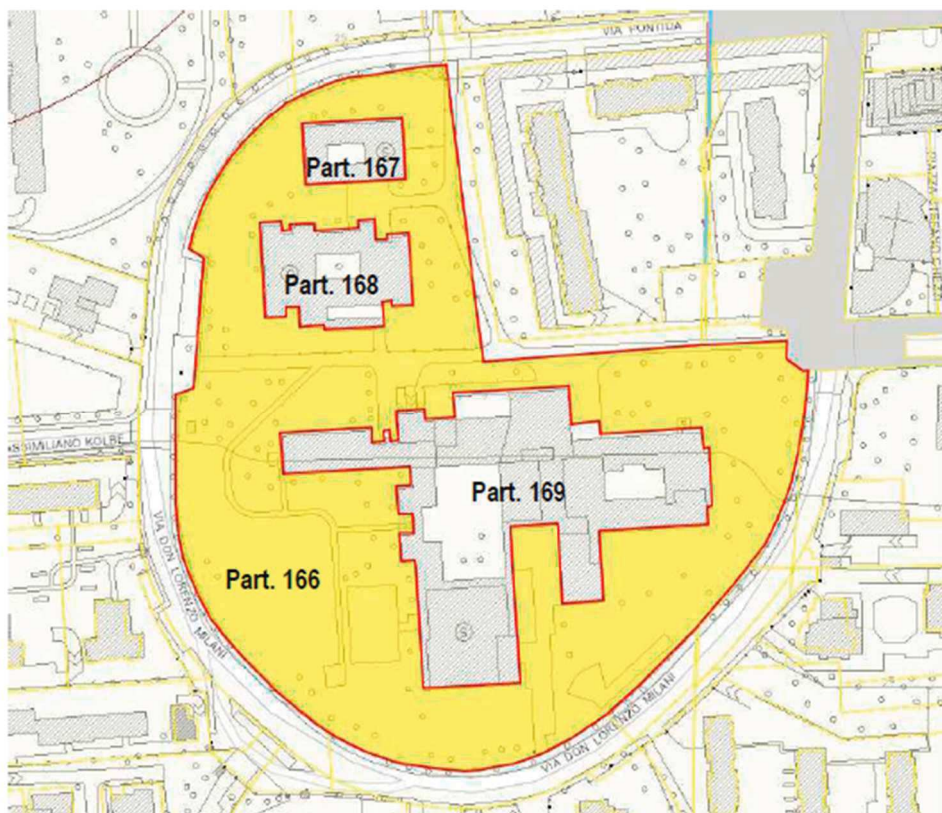 VIA PONTIDA
Part. 167
S
Part. 168
ASSIMILIANO KOLBE
Part. 169
Part. 166
S
VIA DON LORENZO MILANI
VIA DON LORENZO MILANI